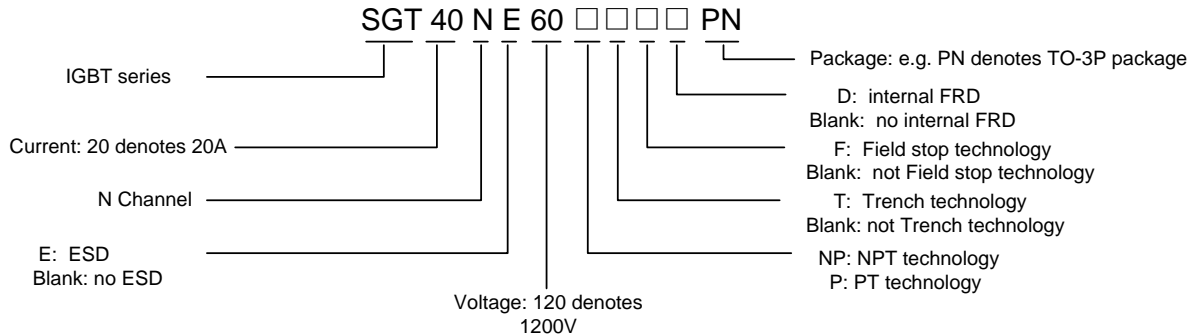 SGT 40 N E 60 □ □ □ □ PN
IGBT series
Current: 20 denotes 20A
N Channel
E: ESD
Blank: no ESD
Voltage: 120 denotes
1200V
Package: e.g. PN denotes TO-3P package
D: internal FRD
Blank: no internal FRD
F: Field stop technology
Blank: not Field stop technology
T: Trench technology
Blank: not Trench technology
NP: NPT technology
P: PT technology